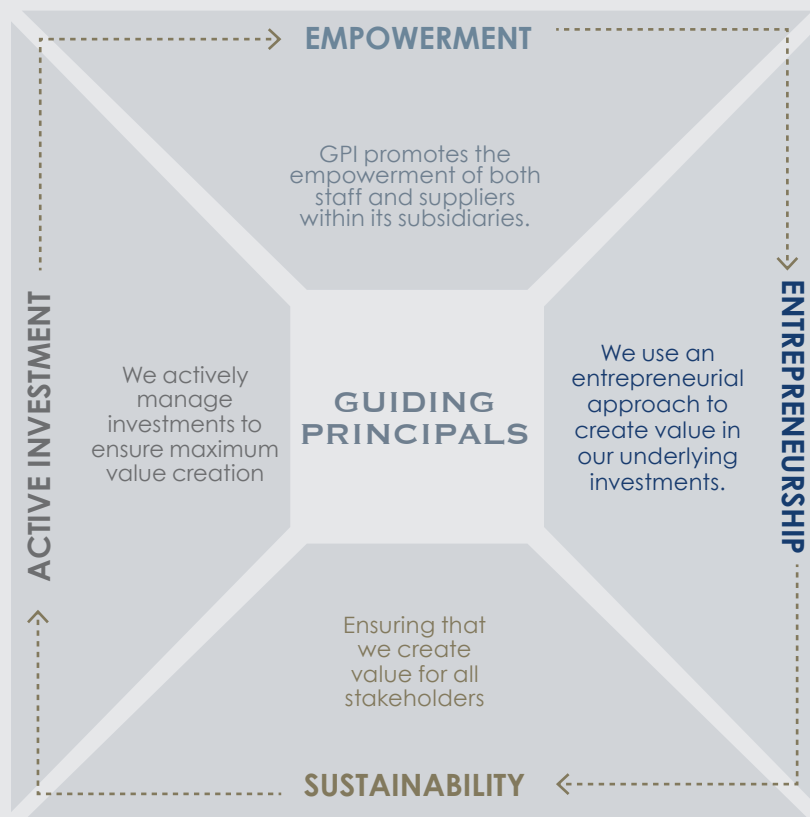 EMPOWERMENT
GPI promotes the
empowerment of both
staff and suppliers
within its subsidiaries.
ACTIVE INVESTMENT
We actively
manage
investments to
ensure maximum
value creation
GUIDING
PRINCIPALS
We use an
entrepreneurial
approach to
create value in
our underlying
investments.
ENTREPRENEURSHIP
Ensuring that
we create
value for all
stakeholders
SUSTAINABILITY